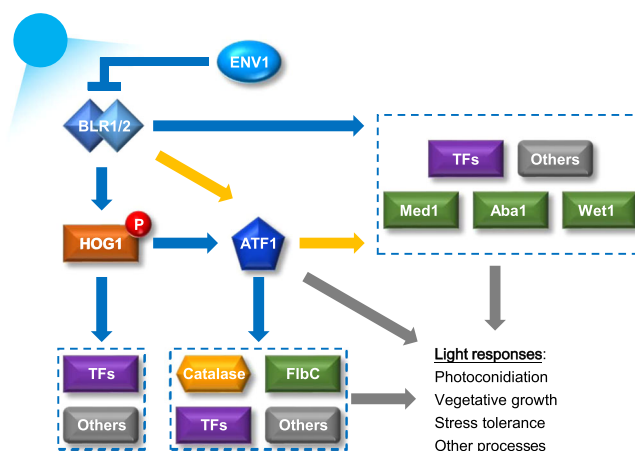 ENV1
BLR1/2
TFs
Others
Med1
Aba1
Wet1
P
HOG1
ATF1
TFs
Others
Catalase
FlbC
TFs
Others
Light responses:
Photoconidiation
Vegetative growth
Stress tolerance
Other processes